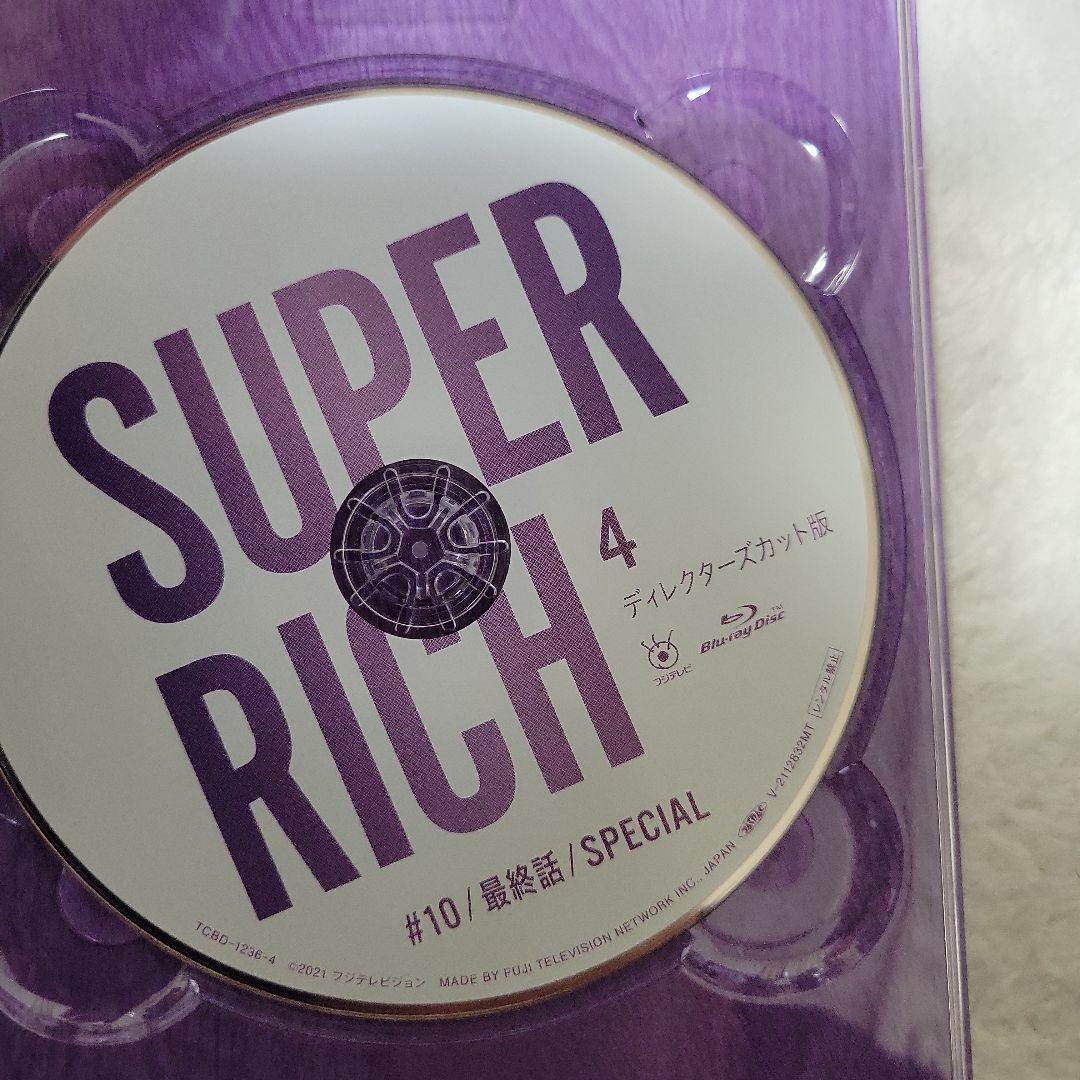 SUPER
RICH
4
ディレクターズカット版
フジテレビ
Blu-ray Disc™
#10/最終話/SPECIAL
TCBD-1236-4 ©2021 フジテレビジョン MADE BY FUJI TELEVISION NETWORK INC., JAPAN V-2112832MT レンタル禁止